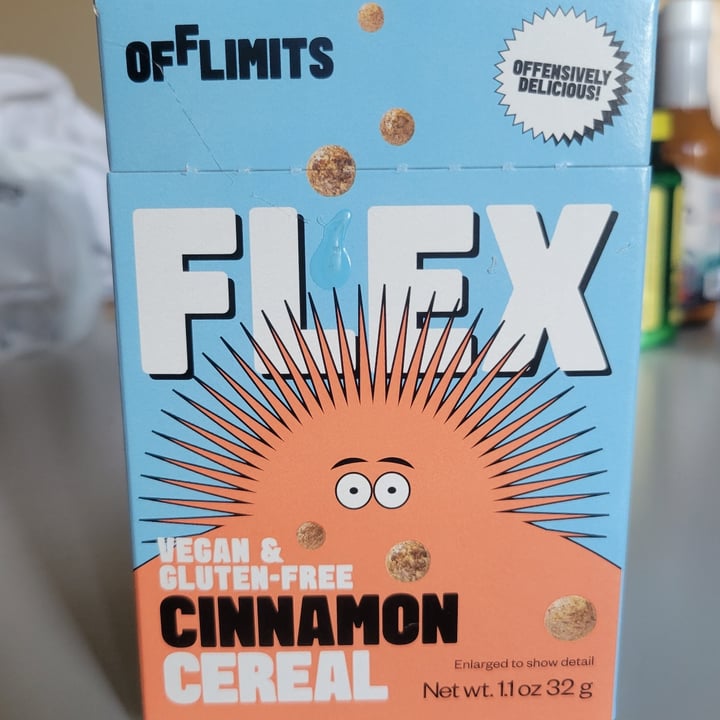 OFFLIMITS
OFFENSIVELY
DELICIOUS!
FLEX
VEGAN &
GLUTEN-FREE
CINNAMON
CEREAL
Enlarged to show detail
Net wt. 1.1 oz 32 g